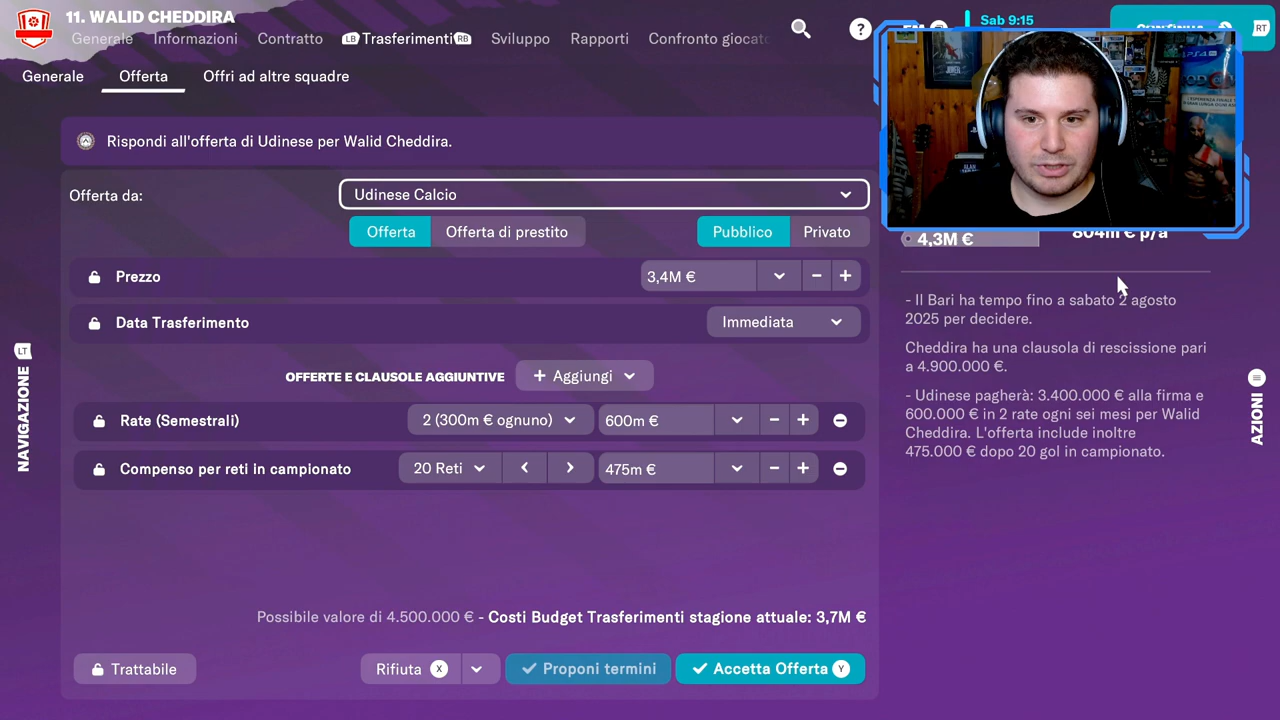 11. WALID CHEDDIRA
Sab 9:15
Generale Informazioni Contratto LB Trasferimenti RB Sviluppo Rapporti Confronto giocato
? RT
Generale Offerta Offri ad altre squadre
Rispondi all'offerta di Udinese per Walid Cheddira.
Offerta da: Udinese Calcio
Offerta Offerta di prestito Pubblico Privato
4,3M € 804m € p/a
Prezzo 3,4M € - +
Data Trasferimento Immediata
- Il Bari ha tempo fino a sabato 2 agosto
2025 per decidere.
Cheddira ha una clausola di rescissione pari
a 4.900.000 €.
- Udinese pagherà: 3.400.000 € alla firma e
600.000 € in 2 rate ogni sei mesi per Walid
Cheddira. L'offerta include inoltre
475.000 € dopo 20 gol in campionato.
OFFERTE E CLAUSOLE AGGIUNTIVE + Aggiungi
Rate (Semestrali) 2 (300m € ognuno) 600m € - +
Compenso per reti in campionato 20 Reti 475m € - +
LT NAVIGAZIONE
AZIONI
Possibile valore di 4.500.000 € - Costi Budget Trasferimenti stagione attuale: 3,7M €
Trattabile Rifiuta X Proponi termini Accetta Offerta Y